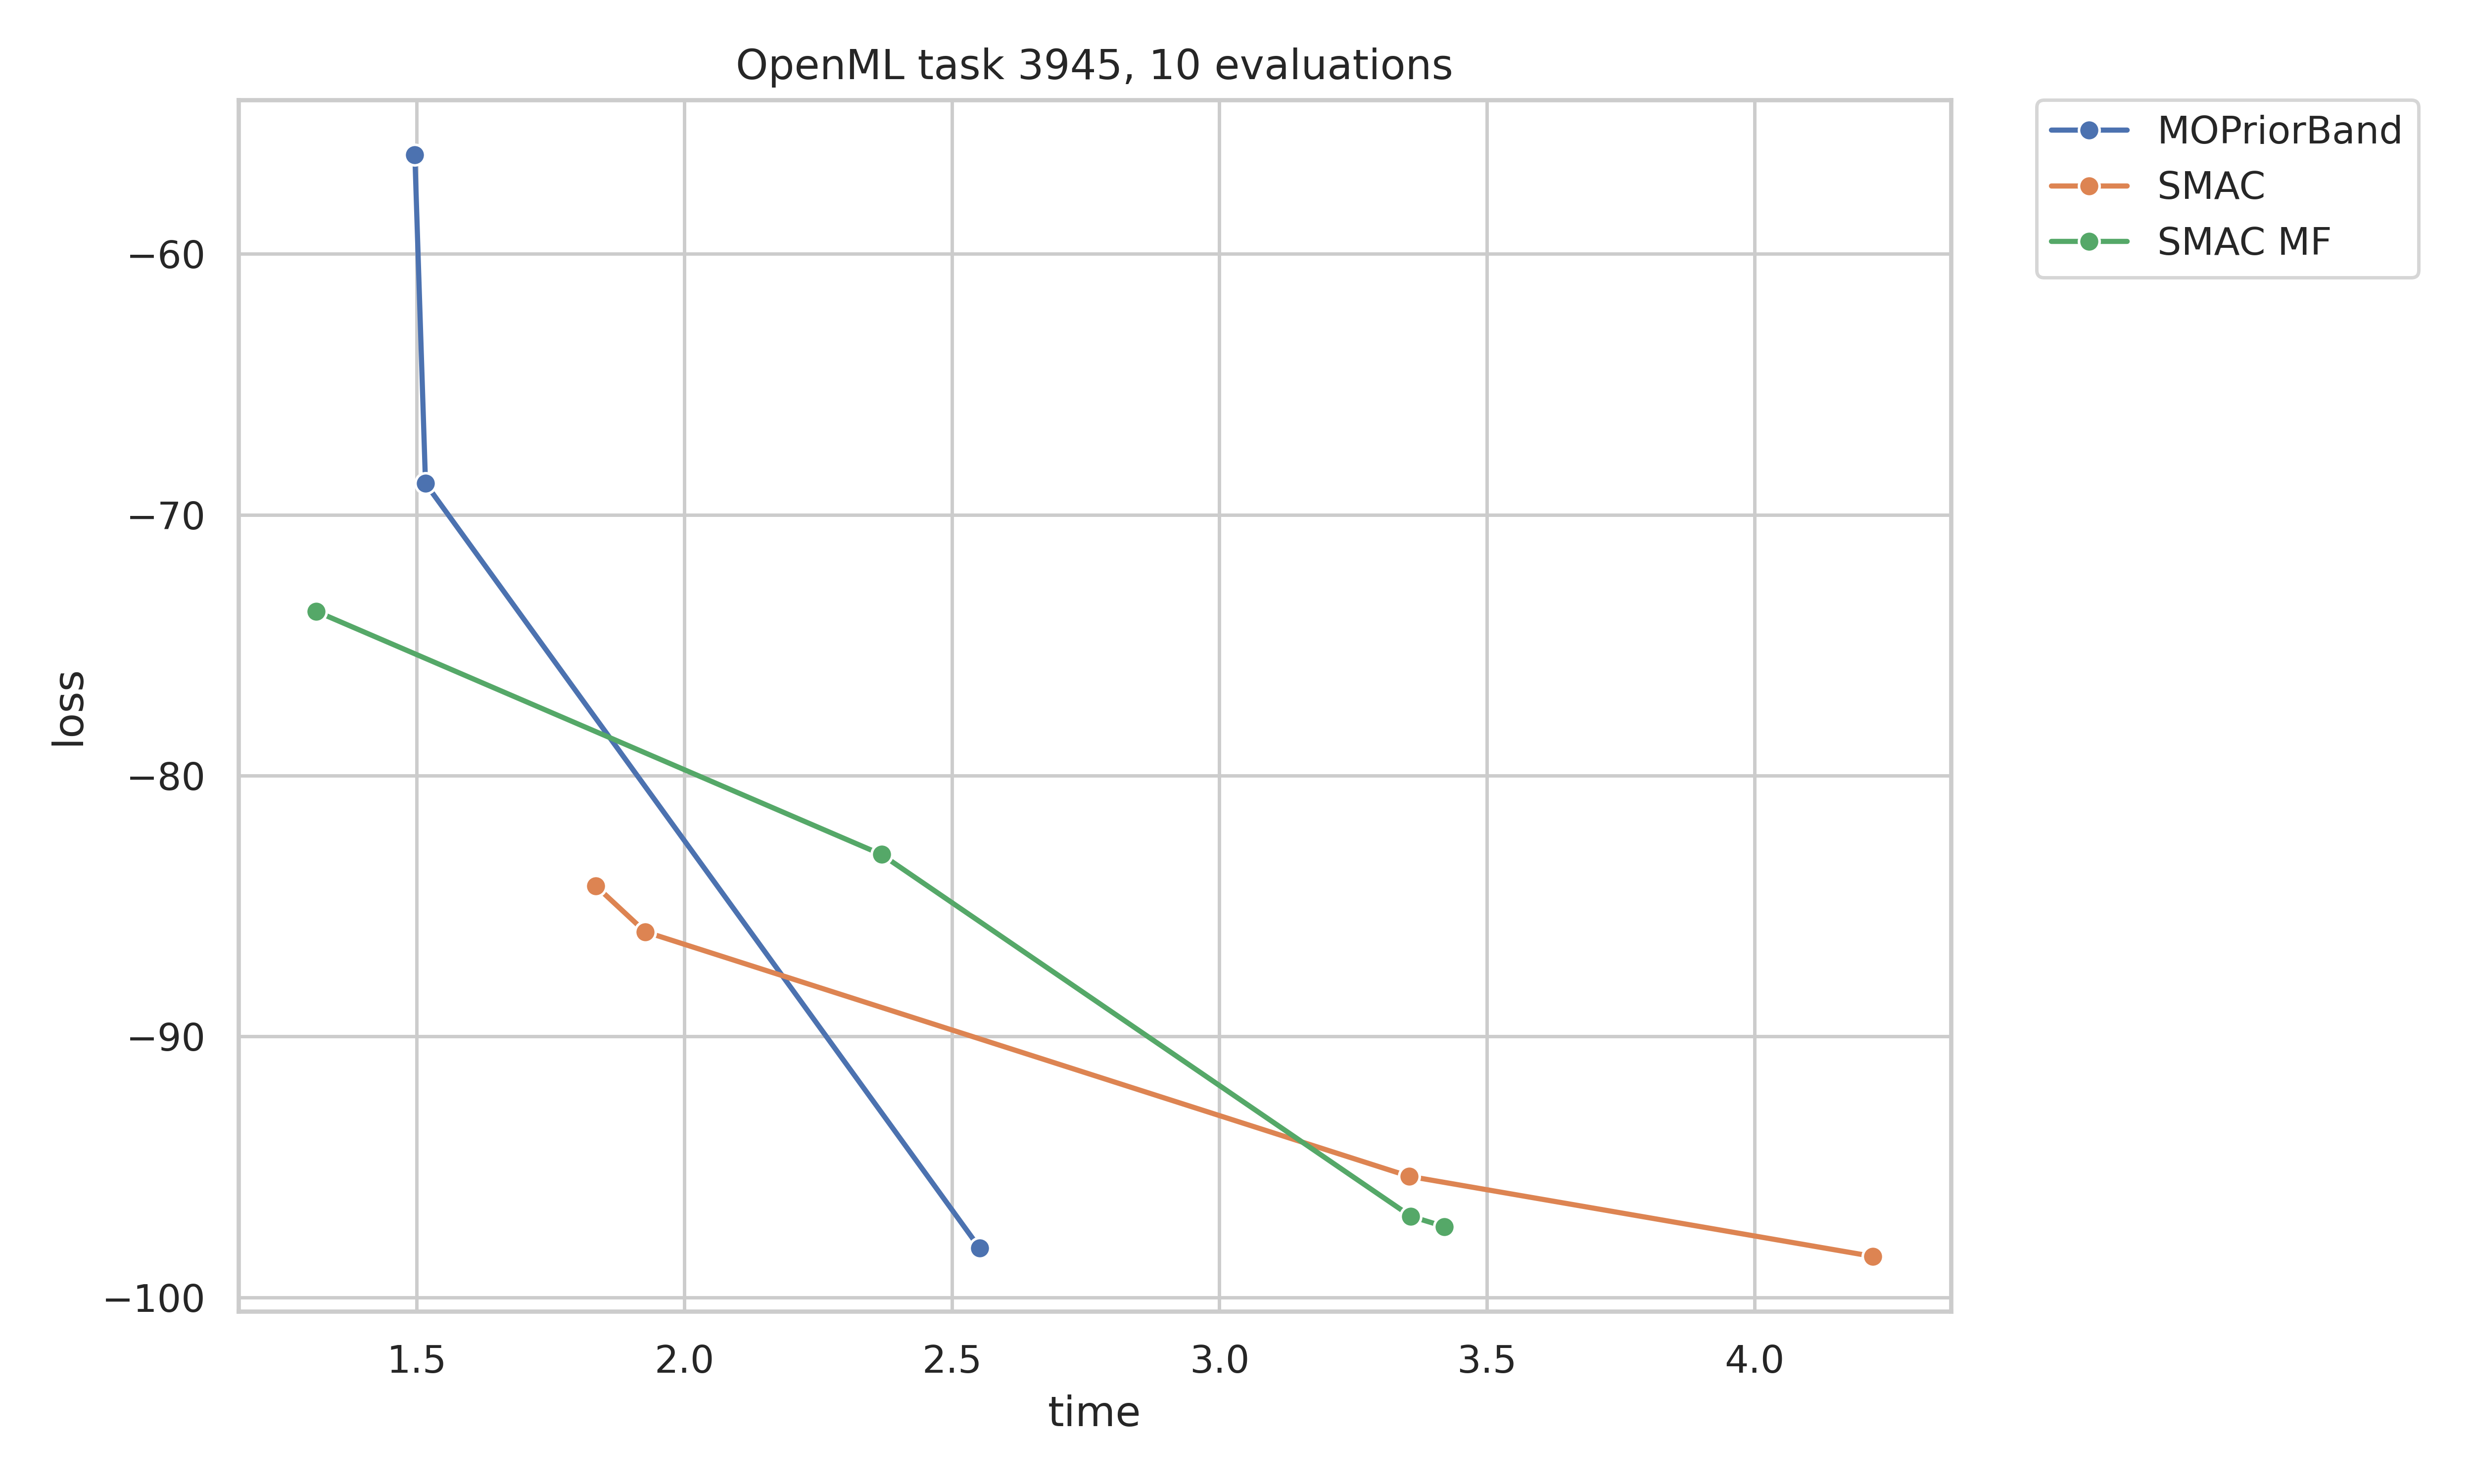 OpenML task 3945, 10 evaluations
MOPriorBand
SMAC
SMAC MF
−60
−70
−80
−90
−100
loss
1.5 2.0 2.5 3.0 3.5 4.0
time